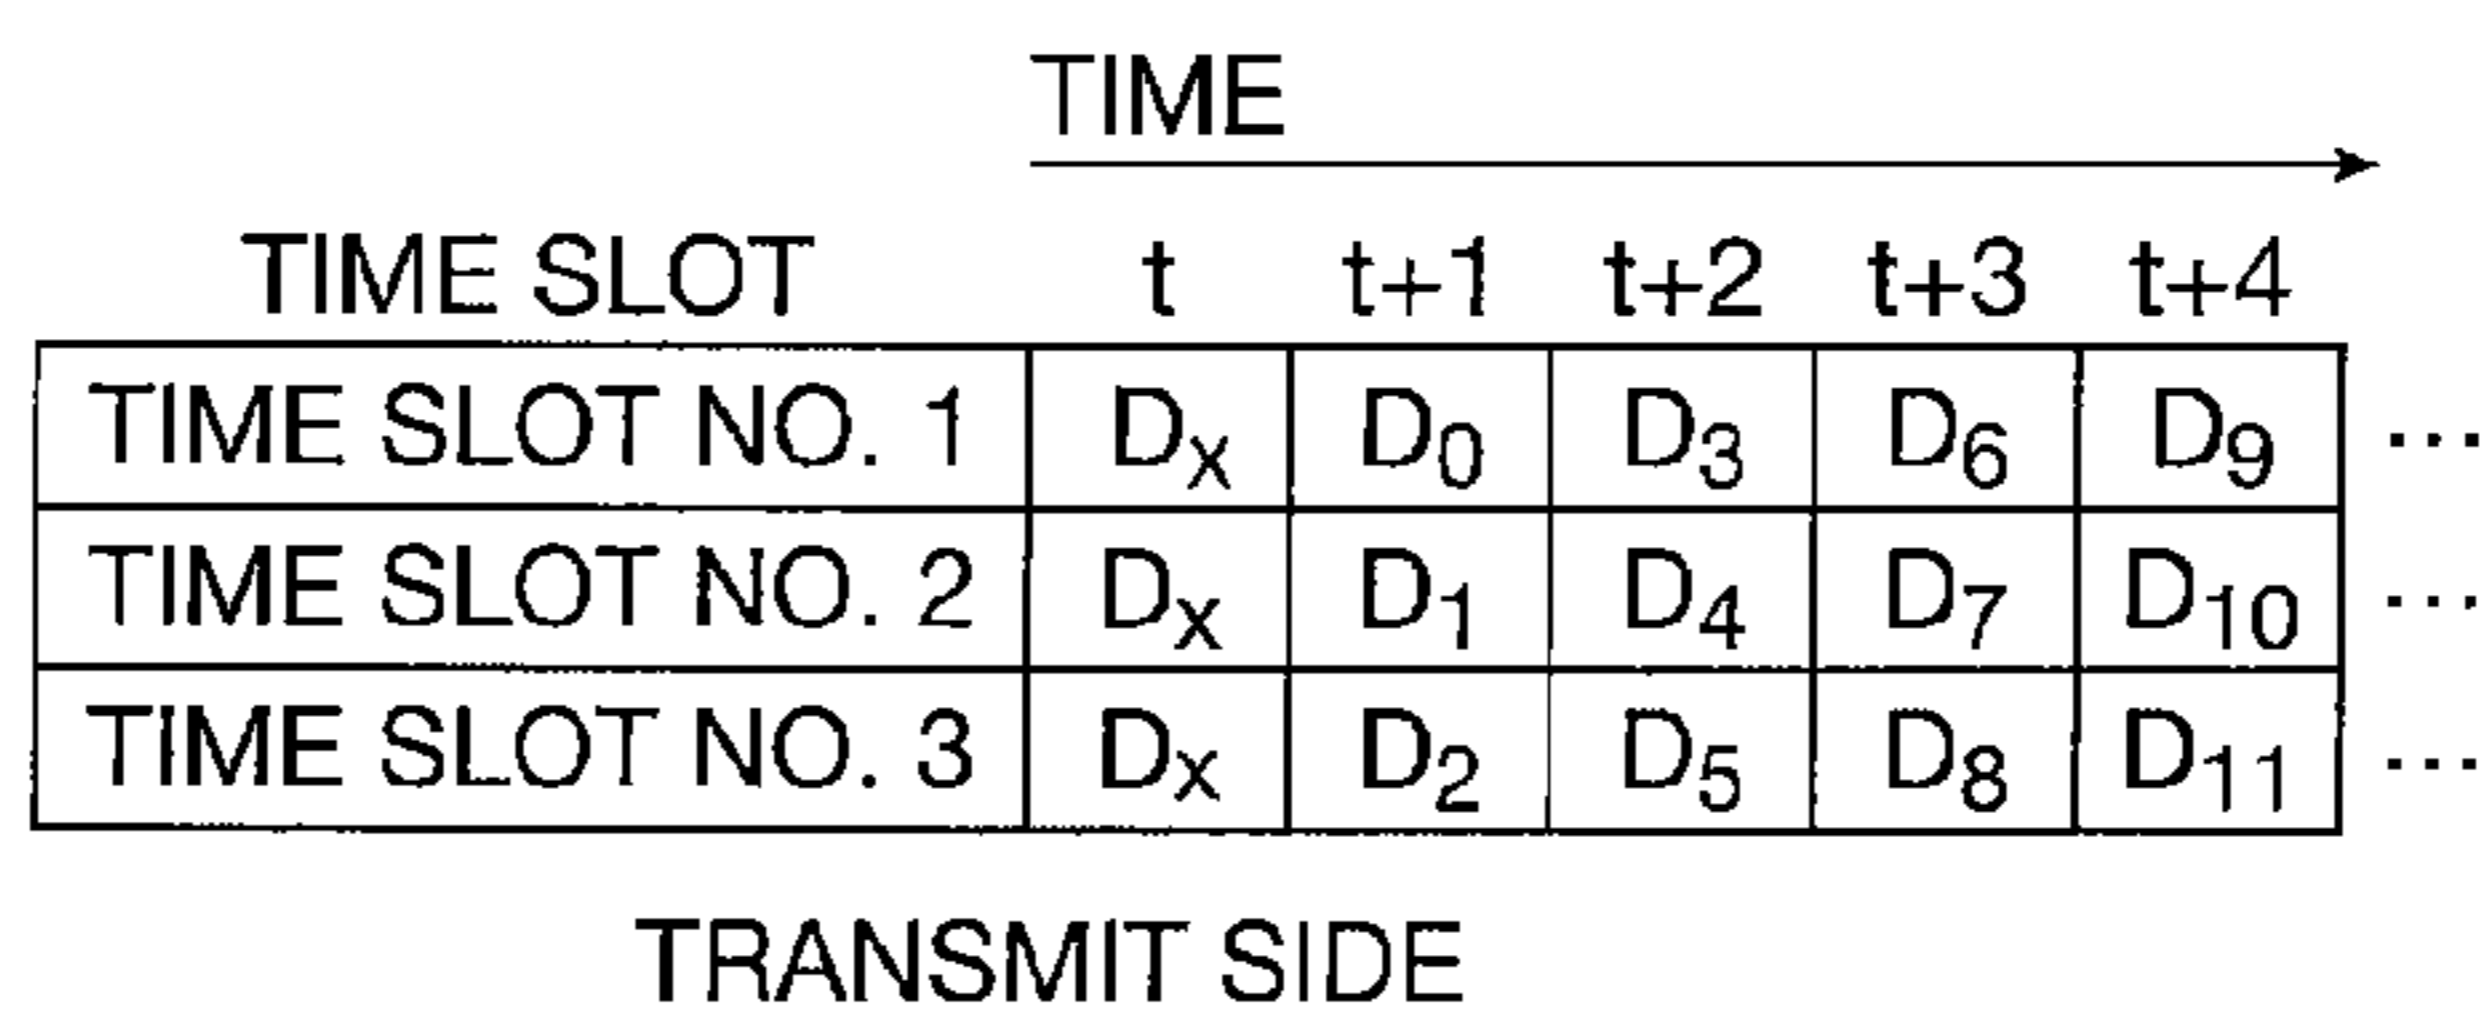 TIME
TIME SLOT t t+1 t+2 t+3 t+4
TIME SLOT NO. 1 Dx D0 D3 D6 D9 ...
TIME SLOT NO. 2 Dx D1 D4 D7 D10 ...
TIME SLOT NO. 3 Dx D2 D5 D8 D11 ...
TRANSMIT SIDE